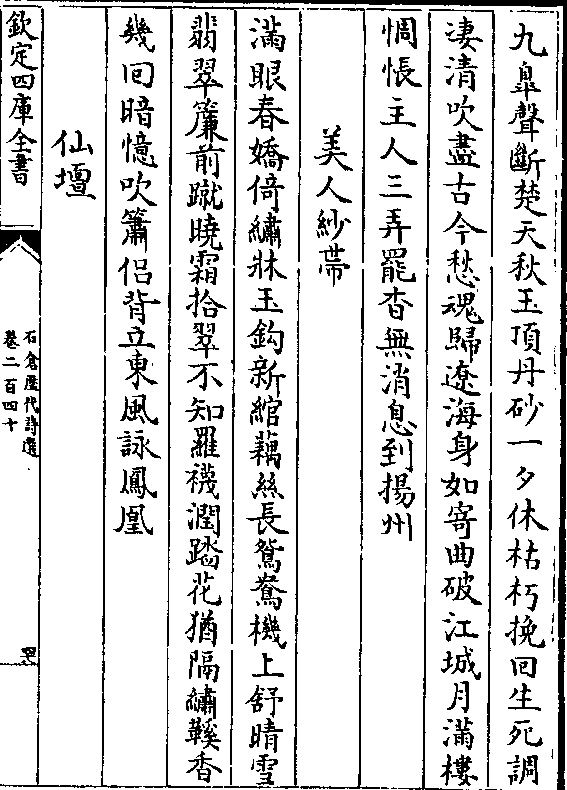 九臯聲斷楚天秋玉頂丹砂一夕休枯朽挽回生死調
凄清吹盡古今愁魂歸遼海身如寄曲破江城月滿樓
惆悵主人三弄罷杳無消息到揚州
美人紗帶
滿眼春嬌倚繡牀玉鈎新綰藕絲長鴛鴦機上舒晴雪
翡翠簾前蹴曉霜拾翠不知羅襪潤踏花猶隔繡鞵香
幾回暗憶吹簫侣背立東風詠鳳凰
仙壇
欽定四庫全書
石倉歴代詩選
卷二百四十